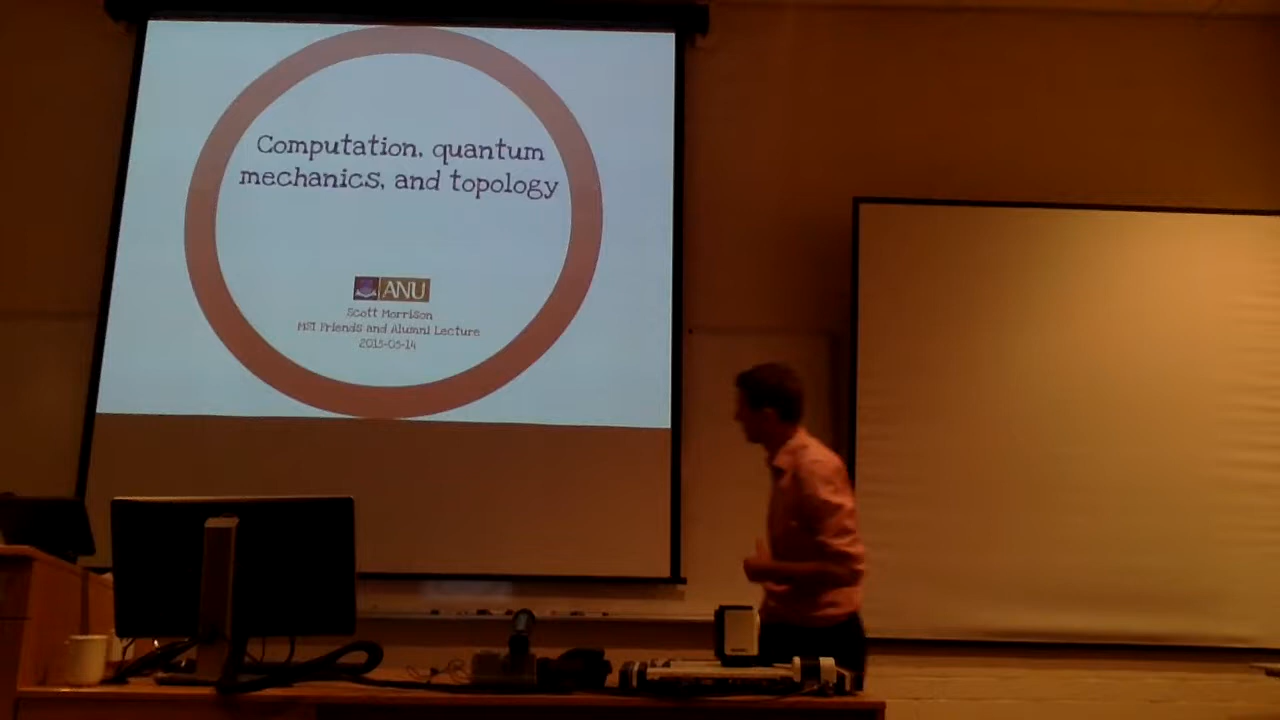 Computation, quantum
mechanics, and topology
ANU
Scott Morrison
MSI Friends and Alumni Lecture
2015-05-14